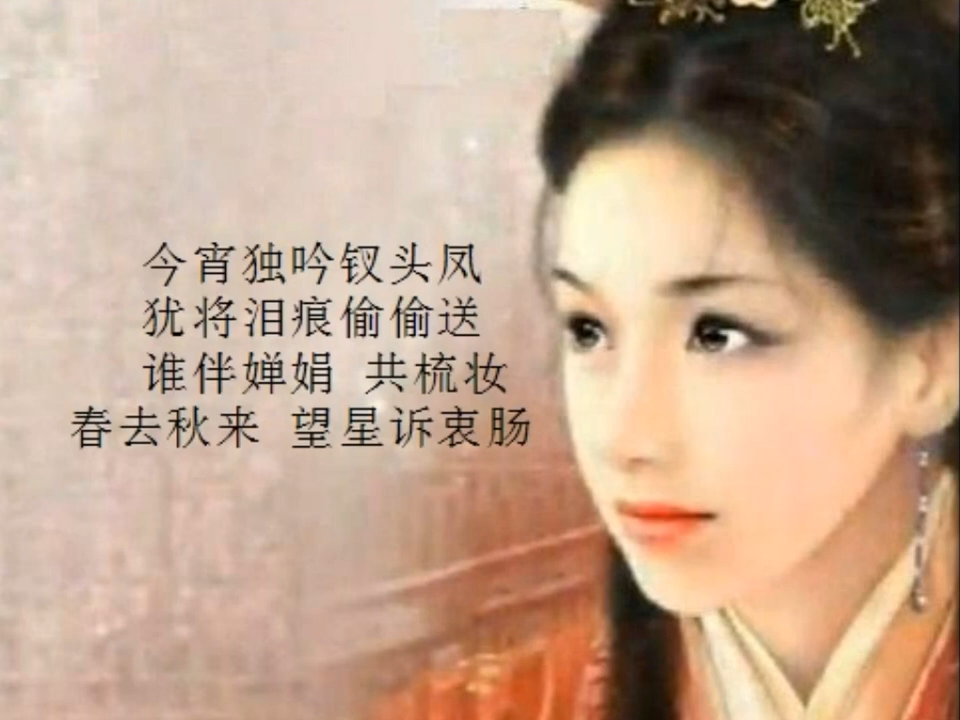 今宵独吟钗头凤
犹将泪痕偷偷送
谁伴婵娟 共梳妆
春去秋来 望星诉衷肠